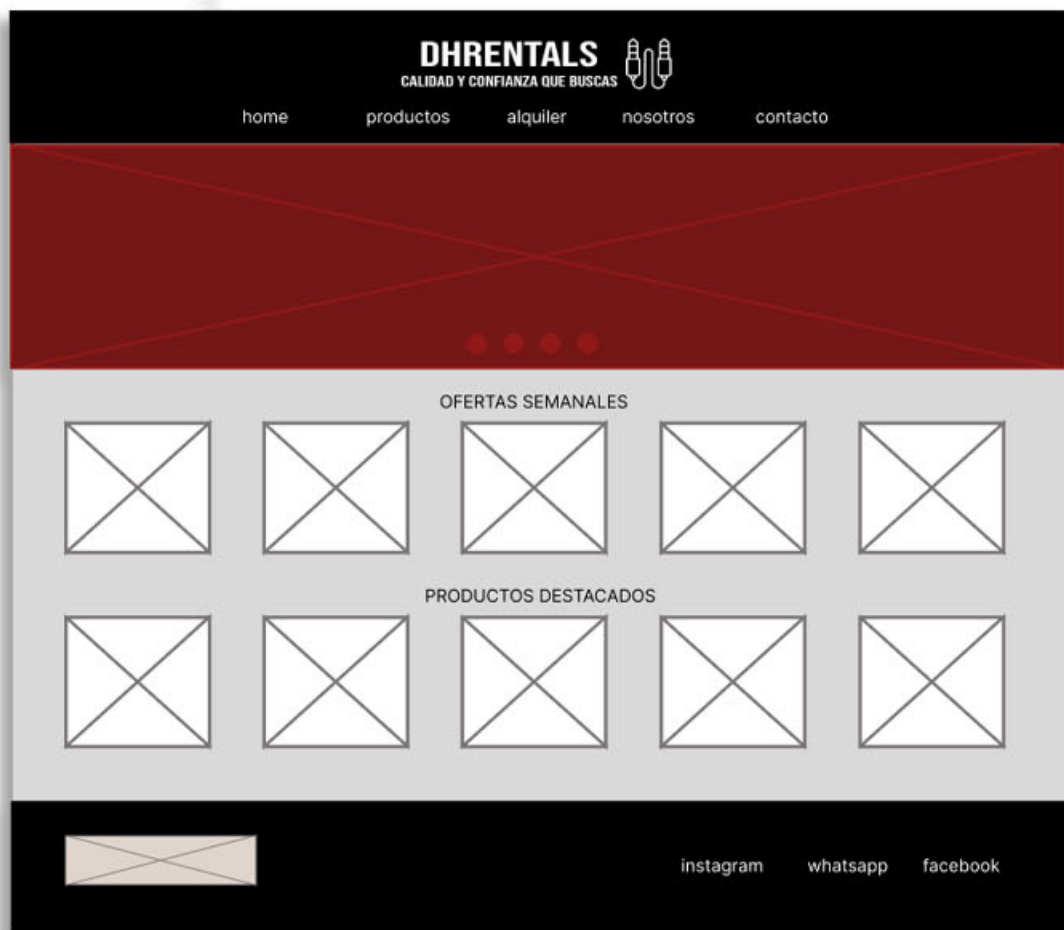 DHRENTALS
CALIDAD Y CONFIANZA QUE BUSCAS
home productos alquiler nosotros contacto
OFERTAS SEMANALES
PRODUCTOS DESTACADOS
instagram whatsapp facebook